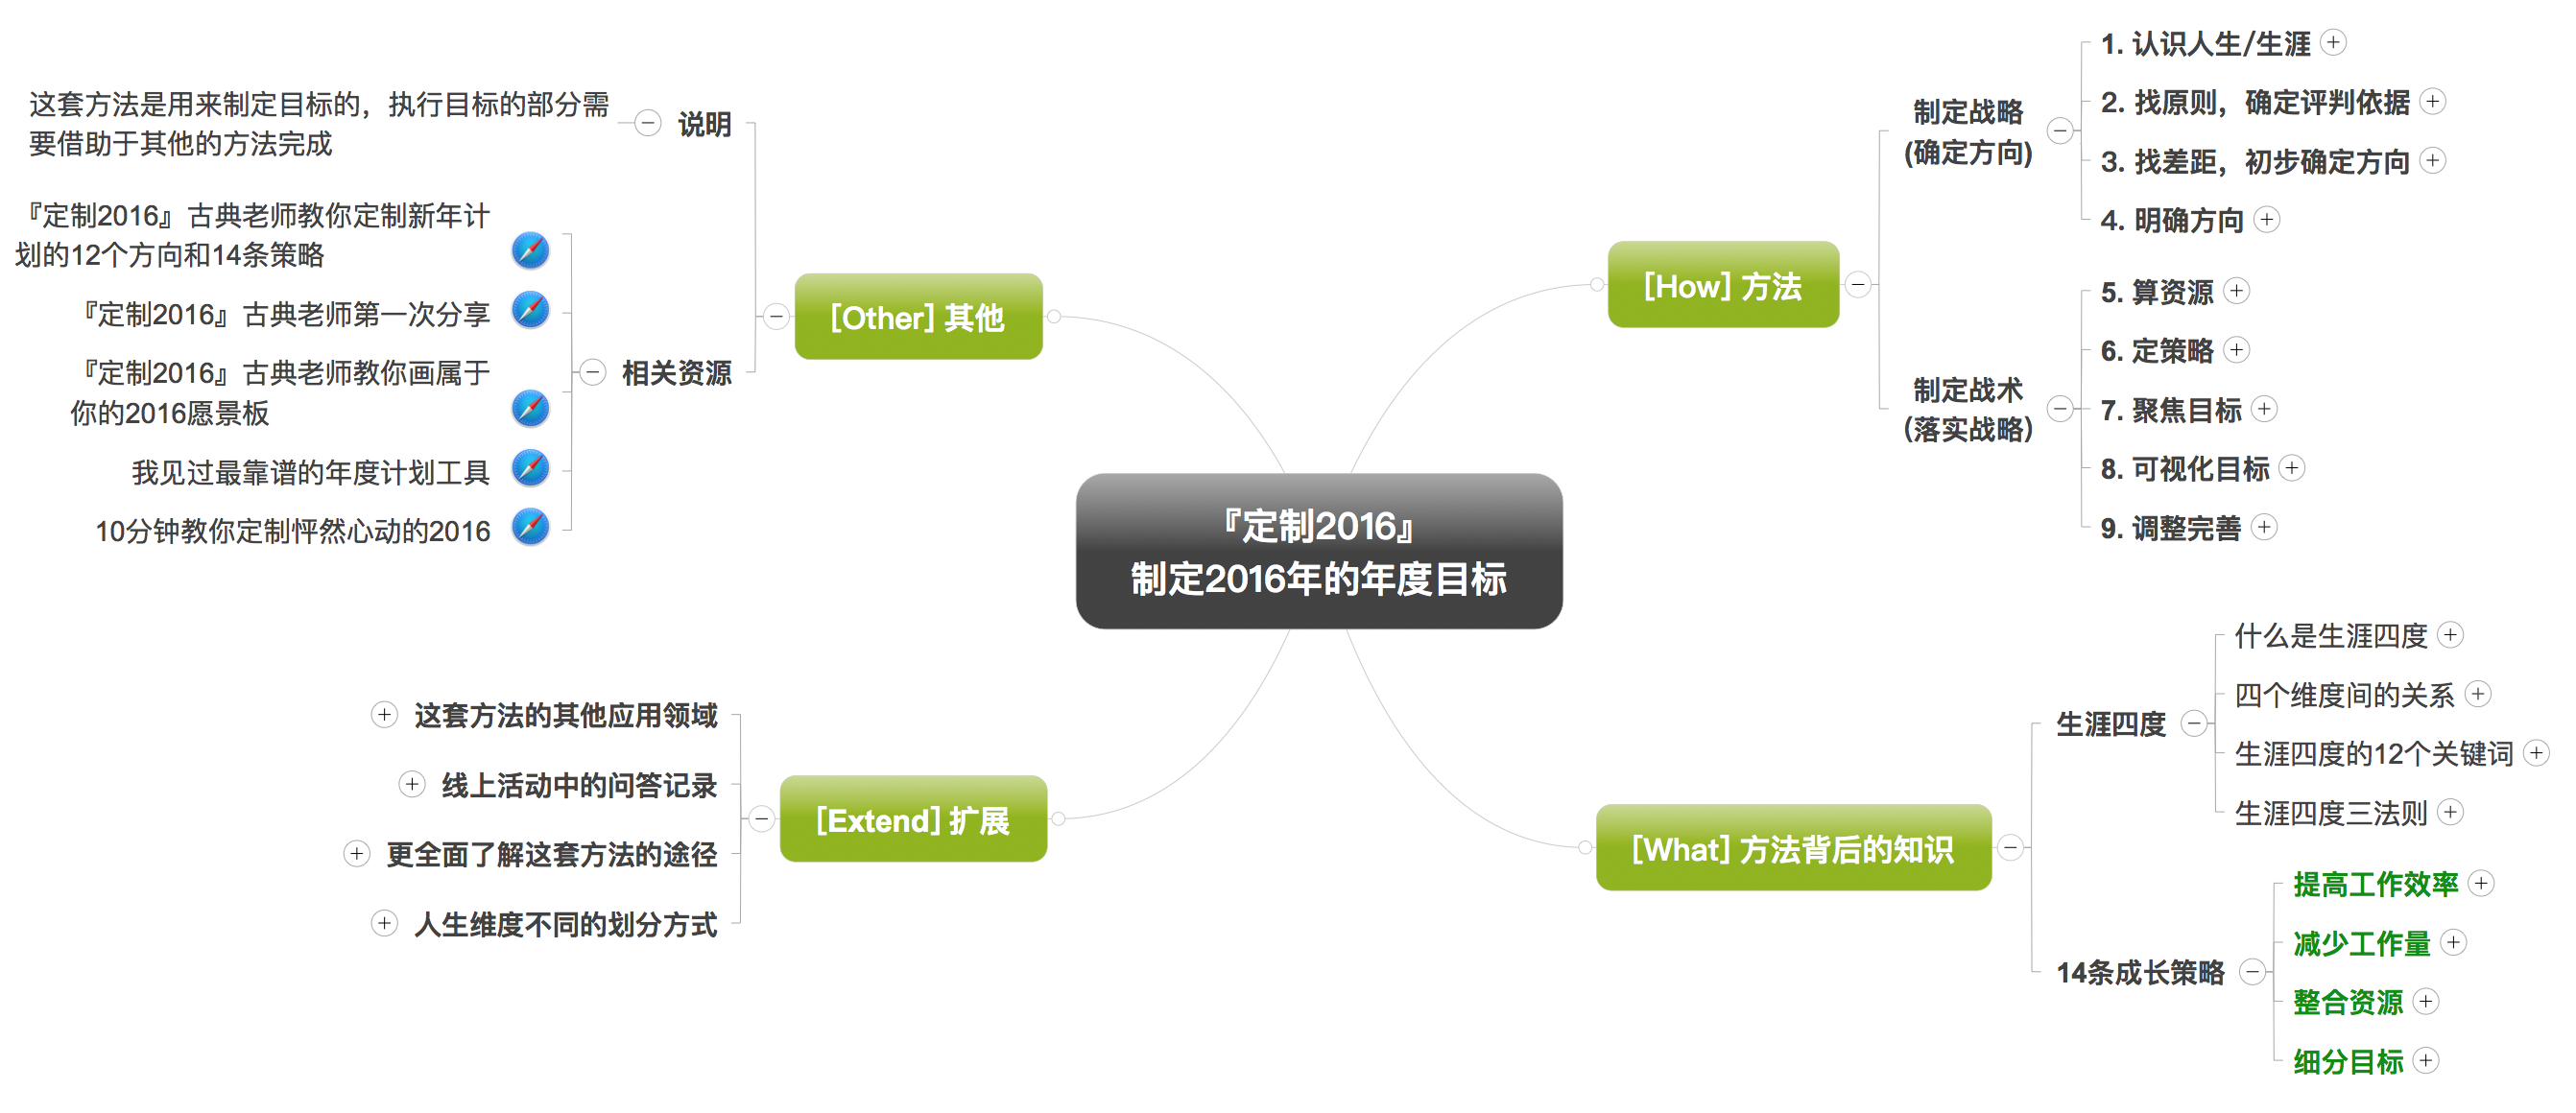 『定制2016』
制定2016年的年度目标
[How] 方法
制定战略
(确定方向)
1. 认识人生/生涯
2. 找原则，确定评判依据
3. 找差距，初步确定方向
4. 明确方向
制定战术
(落实战略)
5. 算资源
6. 定策略
7. 聚焦目标
8. 可视化目标
9. 调整完善
[What] 方法背后的知识
生涯四度
什么是生涯四度
四个维度间的关系
生涯四度的12个关键词
生涯四度三法则
14条成长策略
提高工作效率
减少工作量
整合资源
细分目标
[Other] 其他
说明
这套方法是用来制定目标的，执行目标的部分需
要借助于其他的方法完成
相关资源
『定制2016』古典老师教你定制新年计
划的12个方向和14条策略
『定制2016』古典老师第一次分享
『定制2016』古典老师教你画属于
你的2016愿景板
我见过最靠谱的年度计划工具
10分钟教你定制怦然心动的2016
[Extend] 扩展
这套方法的其他应用领域
线上活动中的问答记录
更全面了解这套方法的途径
人生维度不同的划分方式